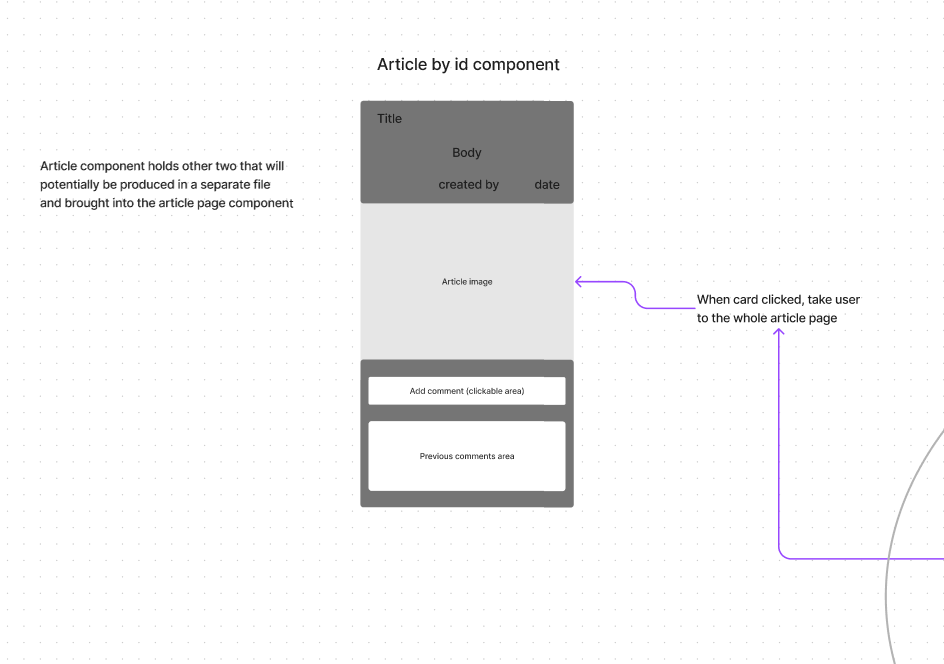 Article by id component
Title
Body
created by date
Article component holds other two that will
potentially be produced in a separate file
and brought into the article page component
Article image
When card clicked, take user
to the whole article page
Add comment (clickable area)
Previous comments area